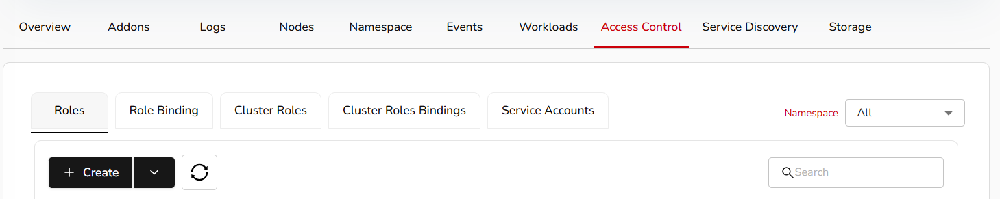 Overview Addons Logs Nodes Namespace Events Workloads Access Control Service Discovery Storage
Roles Role Binding Cluster Roles Cluster Roles Bindings Service Accounts Namespace All
+ Create Search